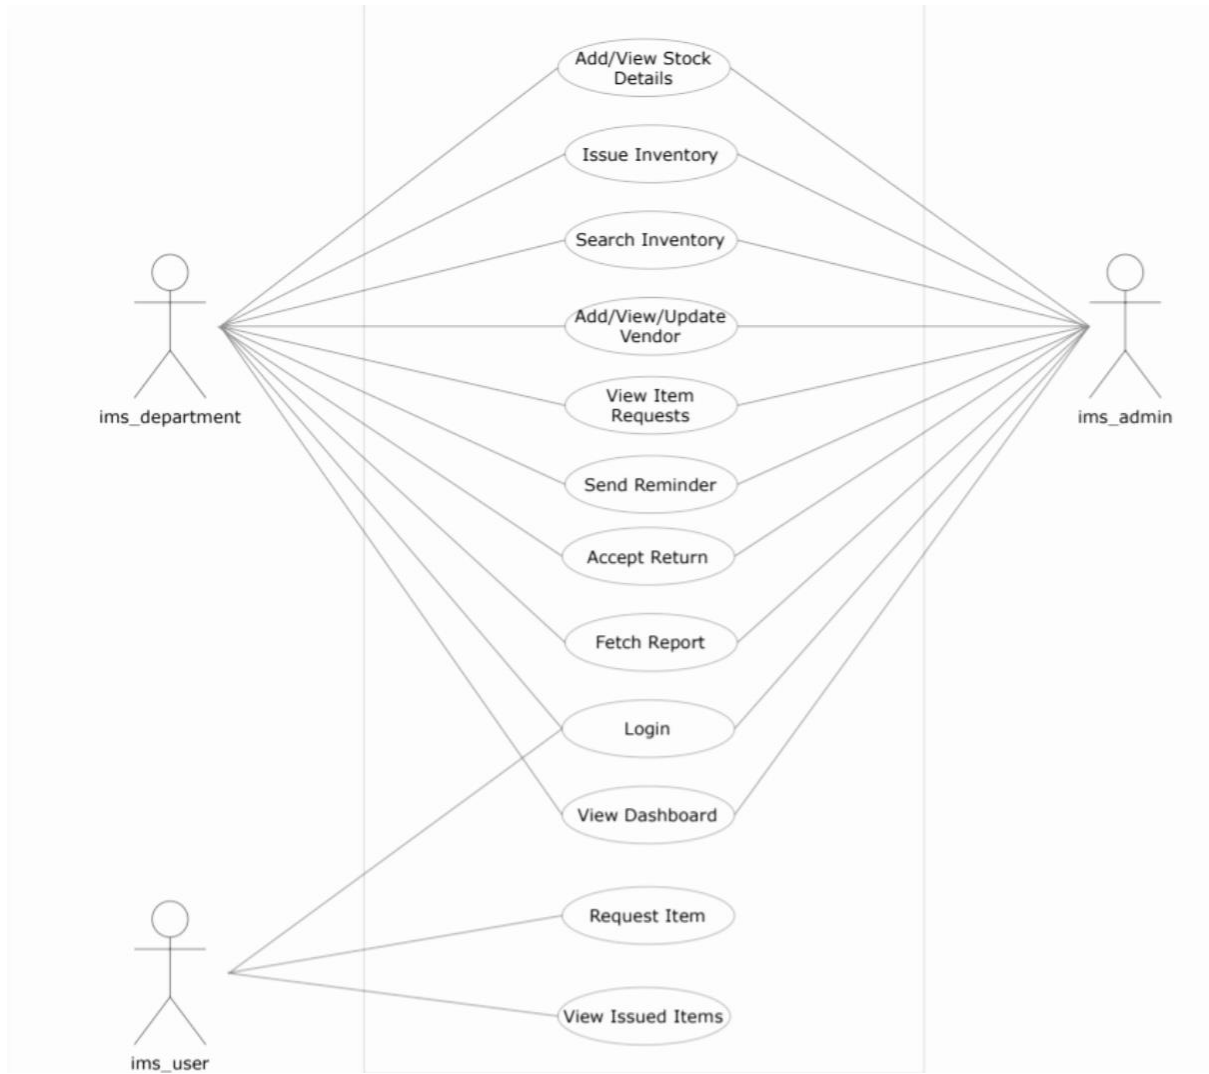 Add/View Stock
Details
Issue Inventory
Search Inventory
Add/View/Update
Vendor
View Item
Requests
ims_department
ims_admin
Send Reminder
Accept Return
Fetch Report
Login
View Dashboard
Request Item
View Issued Items
ims_user